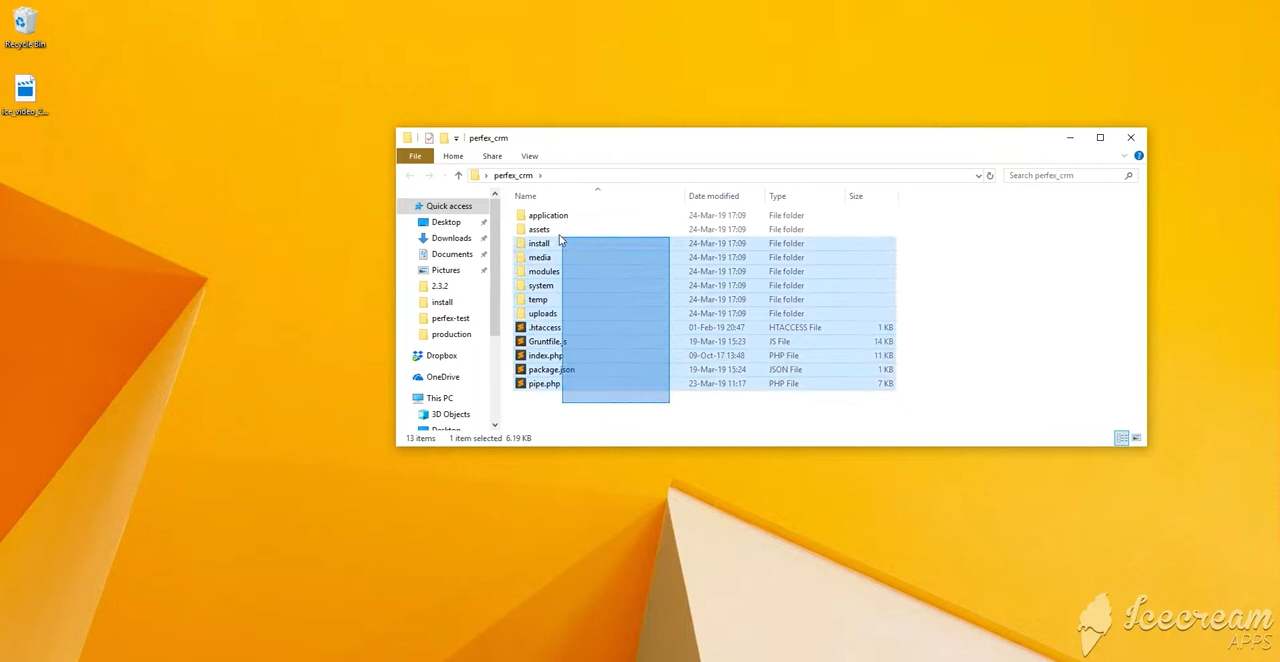 Recycle Bin
ice_video_2...
perfex_crm
File Home Share View
perfex_crm
Search perfex_crm
Name Date modified Type Size
Quick access
Desktop
Downloads
Documents
Pictures
2.3.2
install
perfex-test
production
Dropbox
OneDrive
This PC
3D Objects
Desktop
application 24-Mar-19 17:09 File folder
assets 24-Mar-19 17:09 File folder
install 24-Mar-19 17:09 File folder
media 24-Mar-19 17:09 File folder
modules 24-Mar-19 17:09 File folder
system 24-Mar-19 17:09 File folder
temp 24-Mar-19 17:09 File folder
uploads 24-Mar-19 17:09 File folder
.htaccess 01-Feb-19 20:47 HTACCESS File 1 KB
Gruntfile.js 19-Mar-19 15:23 JS File 14 KB
index.php 09-Oct-17 13:48 PHP File 11 KB
package.json 19-Mar-19 15:24 JSON File 1 KB
pipe.php 23-Mar-19 11:17 PHP File 7 KB
13 items 1 item selected 6.19 KB
Icecream
APPS